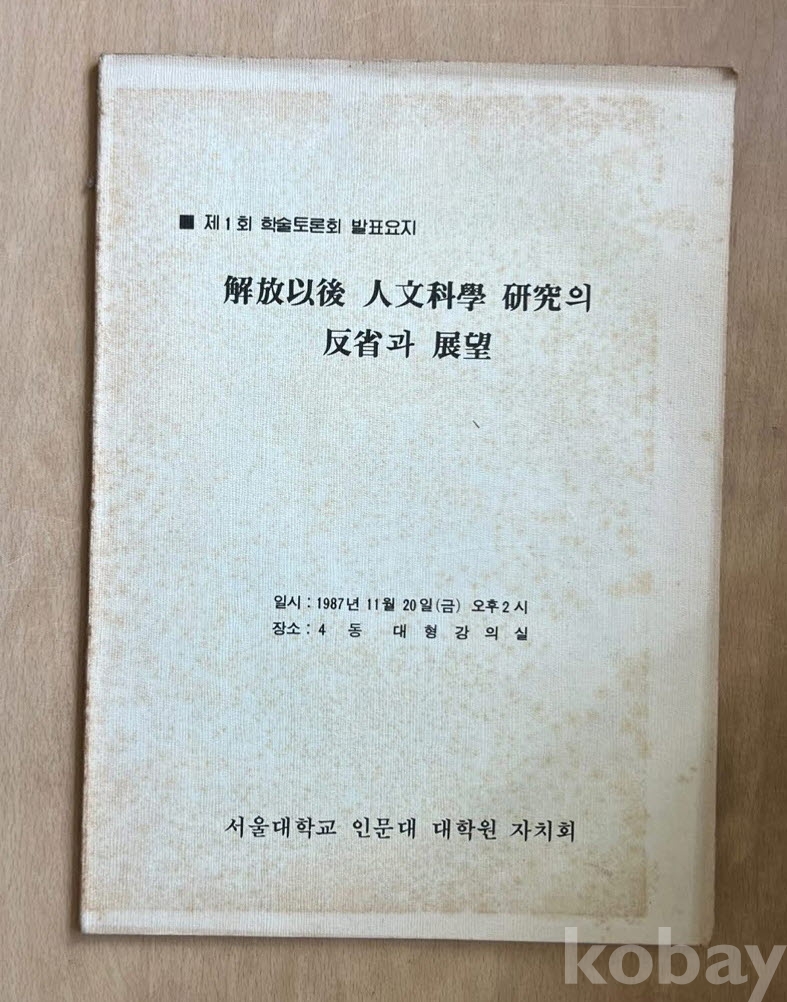 ■ 제1회 학술토론회 발표요지
解放以後 人文科學 研究의
反省과 展望
일시 : 1987년 11월 20일(금) 오후2시
장소 : 4 동 대형강의실
서울대학교 인문대 대학원 자치회
kobay